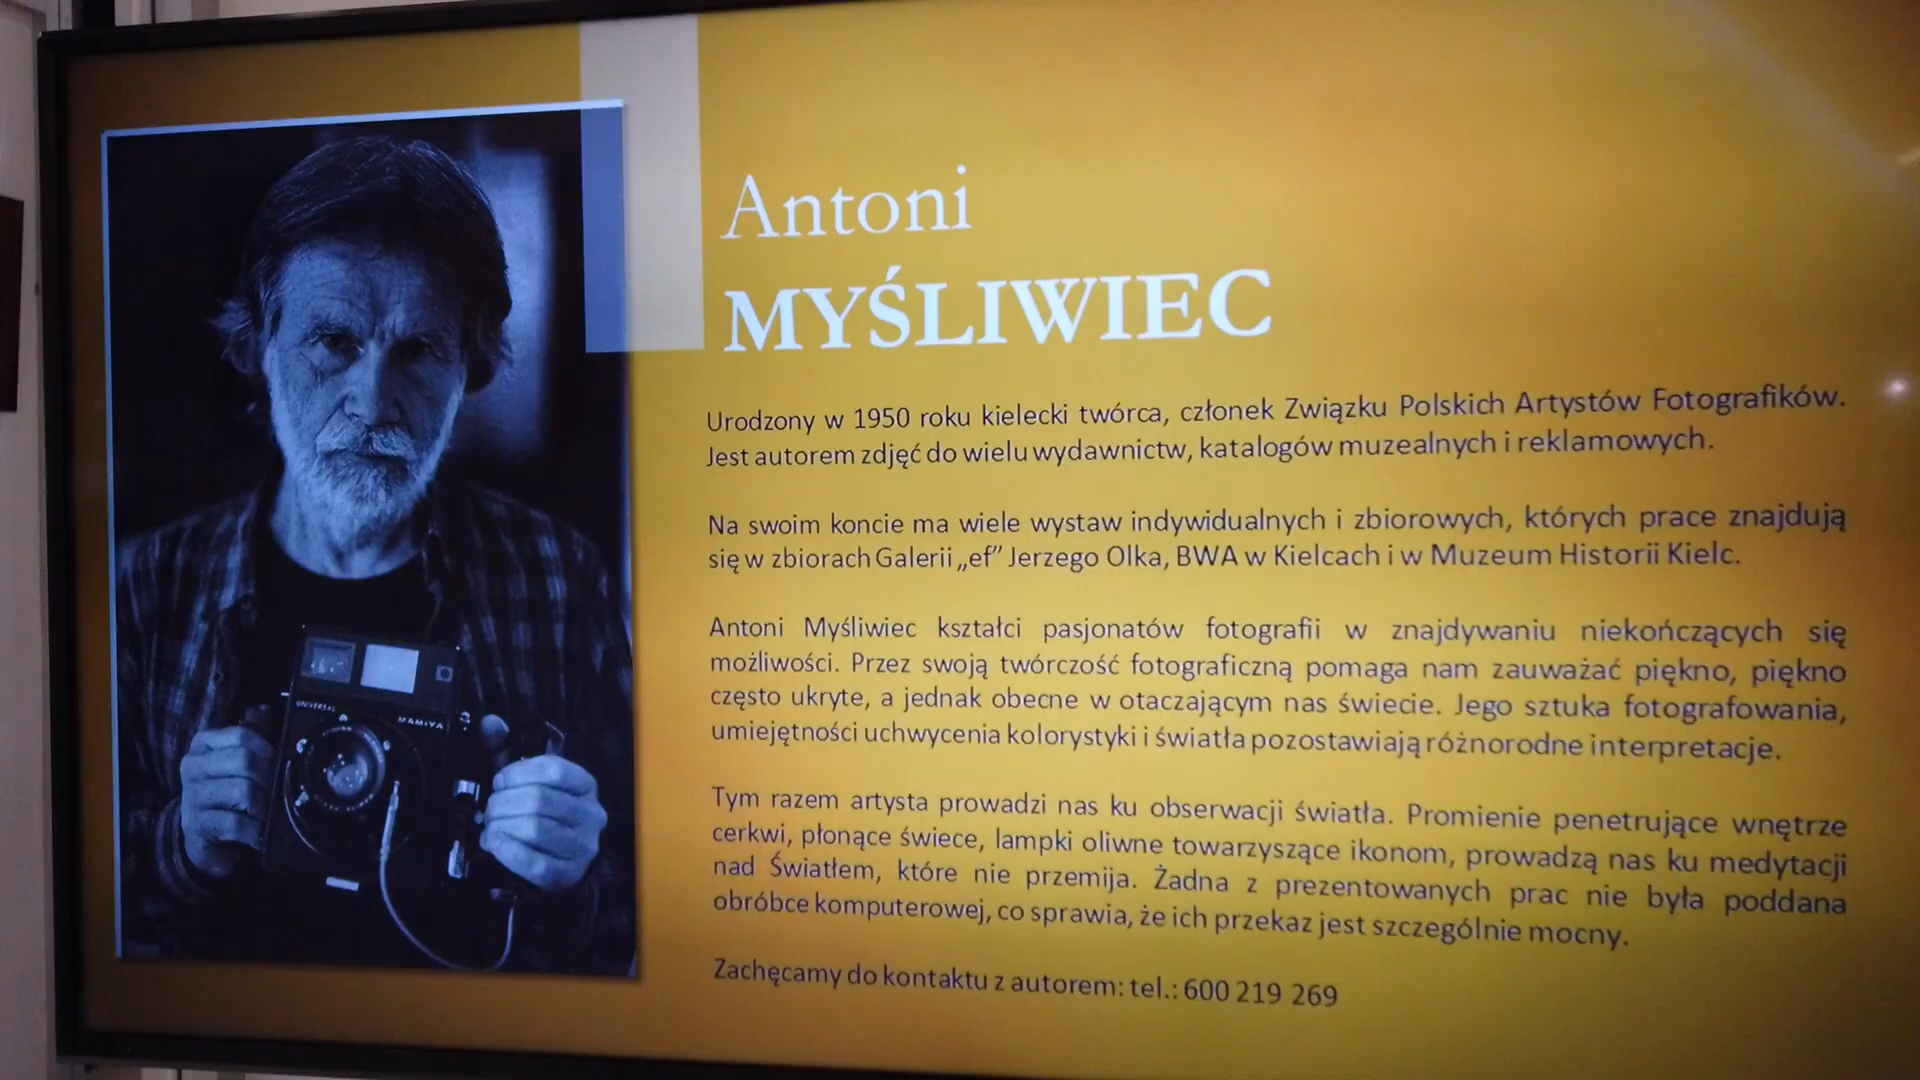 Antoni
MYŚLIWIEC
Urodzony w 1950 roku kielecki twórca, członek Związku Polskich Artystów Fotografików.
Jest autorem zdjęć do wielu wydawnictw, katalogów muzealnych i reklamowych.
Na swoim koncie ma wiele wystaw indywidualnych i zbiorowych, których prace znajdują
się w zbiorach Galerii „ef” Jerzego Olka, BWA w Kielcach i w Muzeum Historii Kielc.
Antoni Myśliwiec kształci pasjonatów fotografii w znajdywaniu niekończących się
możliwości. Przez swoją twórczość fotograficzną pomaga nam zauważać piękno, piękno
często ukryte, a jednak obecne w otaczającym nas świecie. Jego sztuka fotografowania,
umiejętności uchwycenia kolorystyki i światła pozostawiają różnorodne interpretacje.
Tym razem artysta prowadzi nas ku obserwacji światła. Promienie penetrujące wnętrze
cerkwi, płonące świece, lampki oliwne towarzyszące ikonom, prowadzą nas ku medytacji
nad Światłem, które nie przemija. Żadna z prezentowanych prac nie była poddana
obróbce komputerowej, co sprawia, że ich przekaz jest szczególnie mocny.
Zachęcamy do kontaktu z autorem: tel.: 600 219 269
UNIVERSAL
MAMIYA